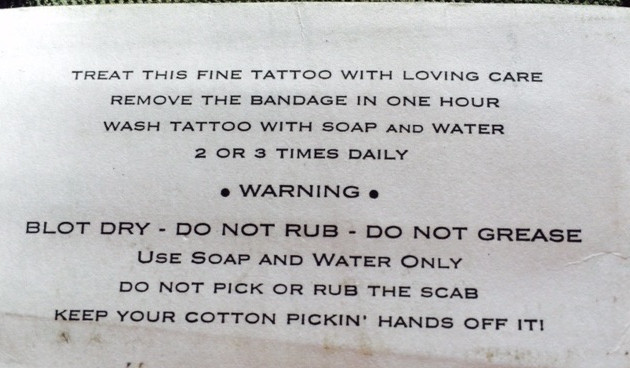 TREAT THIS FINE TATTOO WITH LOVING CARE
REMOVE THE BANDAGE IN ONE HOUR
WASH TATTOO WITH SOAP AND WATER
2 OR 3 TIMES DAILY
• WARNING •
BLOT DRY - DO NOT RUB - DO NOT GREASE
USE SOAP AND WATER ONLY
DO NOT PICK OR RUB THE SCAB
KEEP YOUR COTTON PICKIN' HANDS OFF IT!